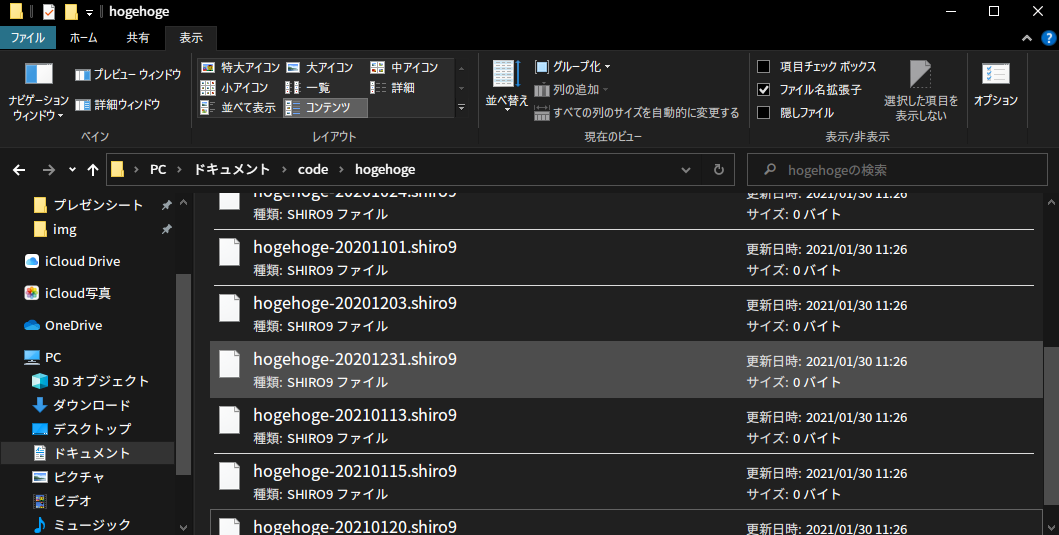 hogehoge
ファイル ホーム 共有 表示
ナビゲーション ウィンドウ
プレビュー ウィンドウ
詳細ウィンドウ
ペイン
特大アイコン 大アイコン 中アイコン
小アイコン 一覧 詳細
並べて表示 コンテンツ
レイアウト
並べ替え
グループ化
列の追加
すべての列のサイズを自動的に変更する
現在のビュー
項目チェック ボックス
ファイル名拡張子
隠しファイル
選択した項目を
表示しない
表示/非表示
オプション
PC ドキュメント code hogehoge
hogehogeの検索
プレゼンシート
img
iCloud Drive
iCloud写真
OneDrive
PC
3D オブジェクト
ダウンロード
デスクトップ
ドキュメント
ピクチャ
ビデオ
ミュージック
hogehoge-20201024.shiro9 更新日時: 2021/01/30 11:26
種類: SHIRO9 ファイル サイズ: 0 バイト
hogehoge-20201101.shiro9 更新日時: 2021/01/30 11:26
種類: SHIRO9 ファイル サイズ: 0 バイト
hogehoge-20201203.shiro9 更新日時: 2021/01/30 11:26
種類: SHIRO9 ファイル サイズ: 0 バイト
hogehoge-20201231.shiro9 更新日時: 2021/01/30 11:26
種類: SHIRO9 ファイル サイズ: 0 バイト
hogehoge-20210113.shiro9 更新日時: 2021/01/30 11:26
種類: SHIRO9 ファイル サイズ: 0 バイト
hogehoge-20210115.shiro9 更新日時: 2021/01/30 11:26
種類: SHIRO9 ファイル サイズ: 0 バイト
hogehoge-20210120.shiro9 更新日時: 2021/01/30 11:26